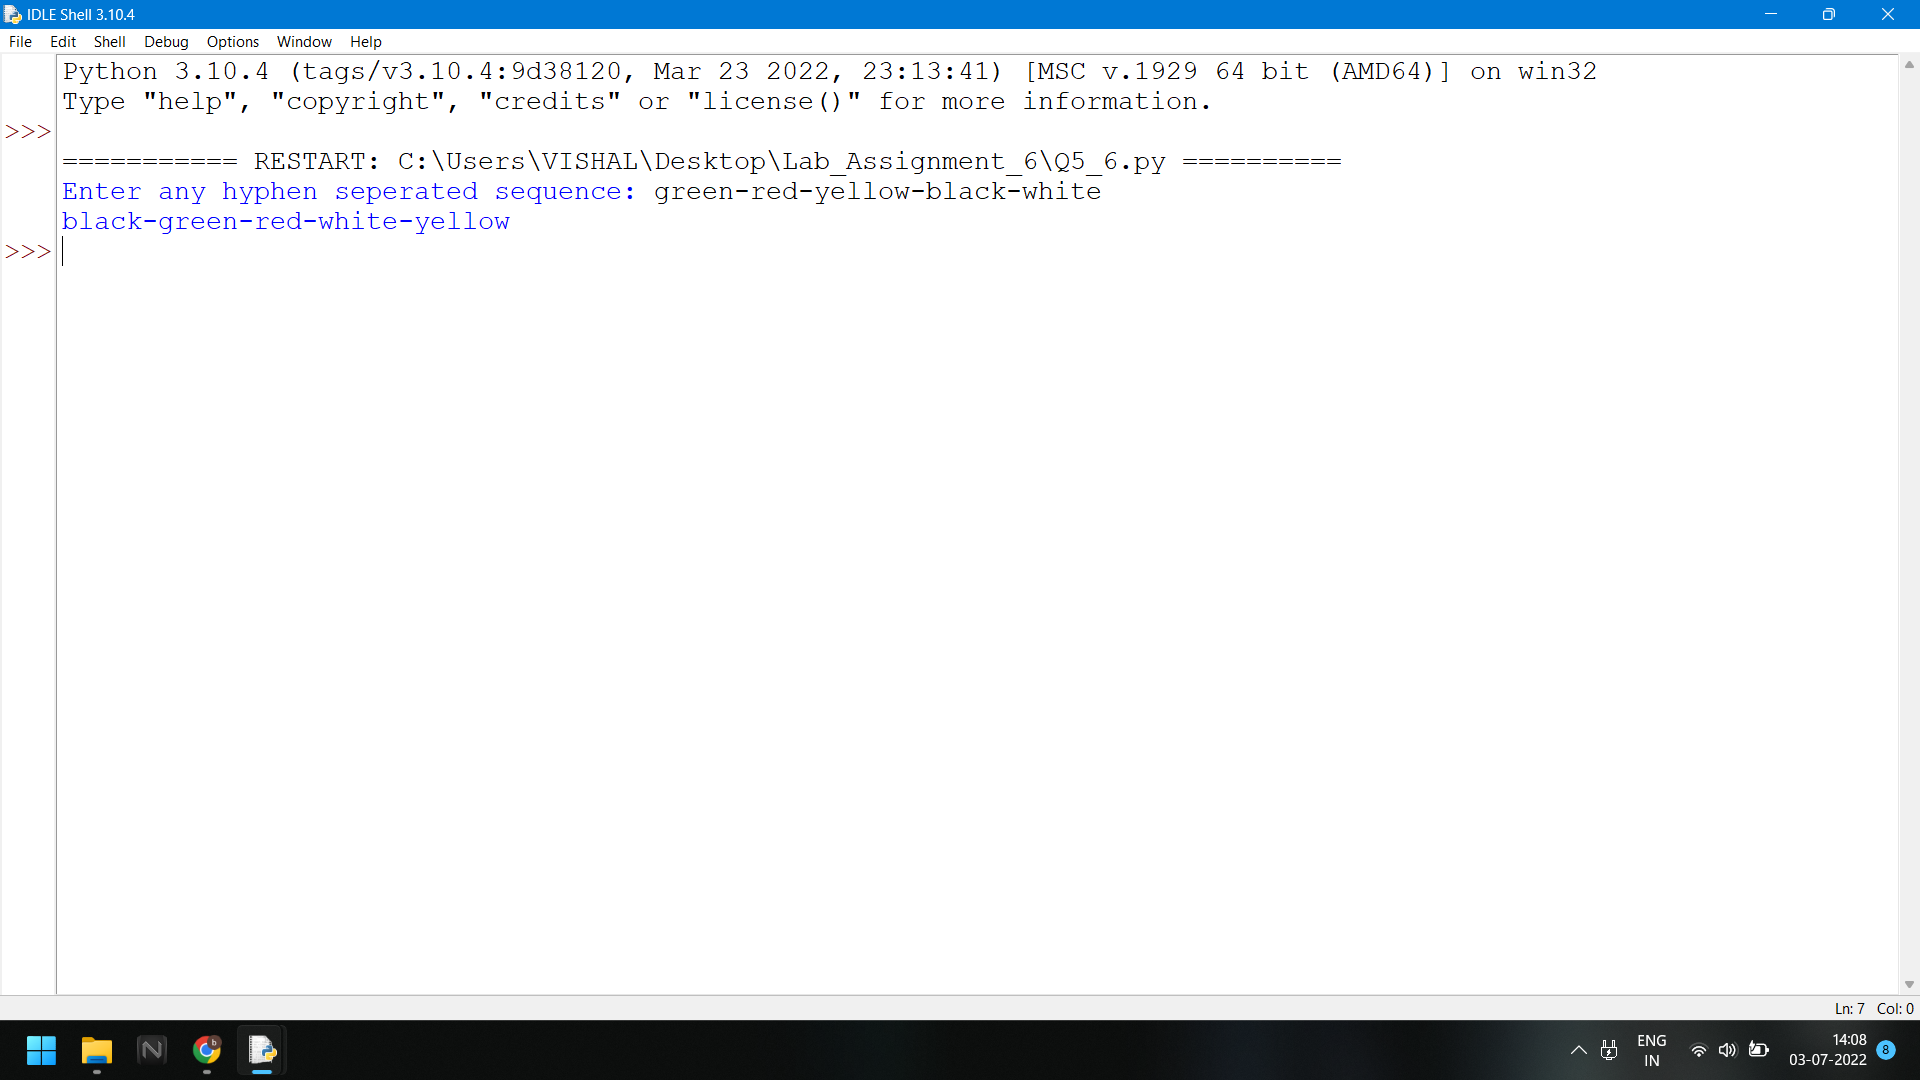 IDLE Shell 3.10.4
File Edit Shell Debug Options Window Help
Python 3.10.4 (tags/v3.10.4:9d38120, Mar 23 2022, 23:13:41) [MSC v.1929 64 bit (AMD64)] on win32
Type "help", "copyright", "credits" or "license()" for more information.
>>>
=========== RESTART: C:\Users\VISHAL\Desktop\Lab_Assignment_6\Q5_6.py ==========
Enter any hyphen seperated sequence: green-red-yellow-black-white
black-green-red-white-yellow
>>>
Ln: 7 Col: 0
ENG
IN
14:08
03-07-2022
8